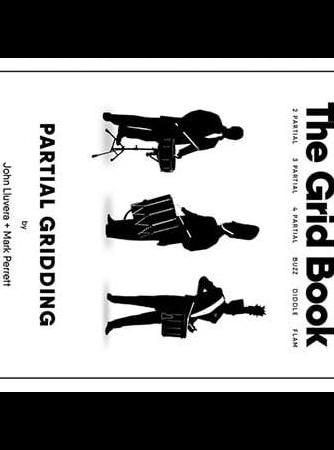 The Grid Book
2 PARTIAL 3 PARTIAL 4 PARTIAL BUZZ DIDDLE FLAM
PARTIAL GRIDDING
by
John Lluvera + Mark Perrett